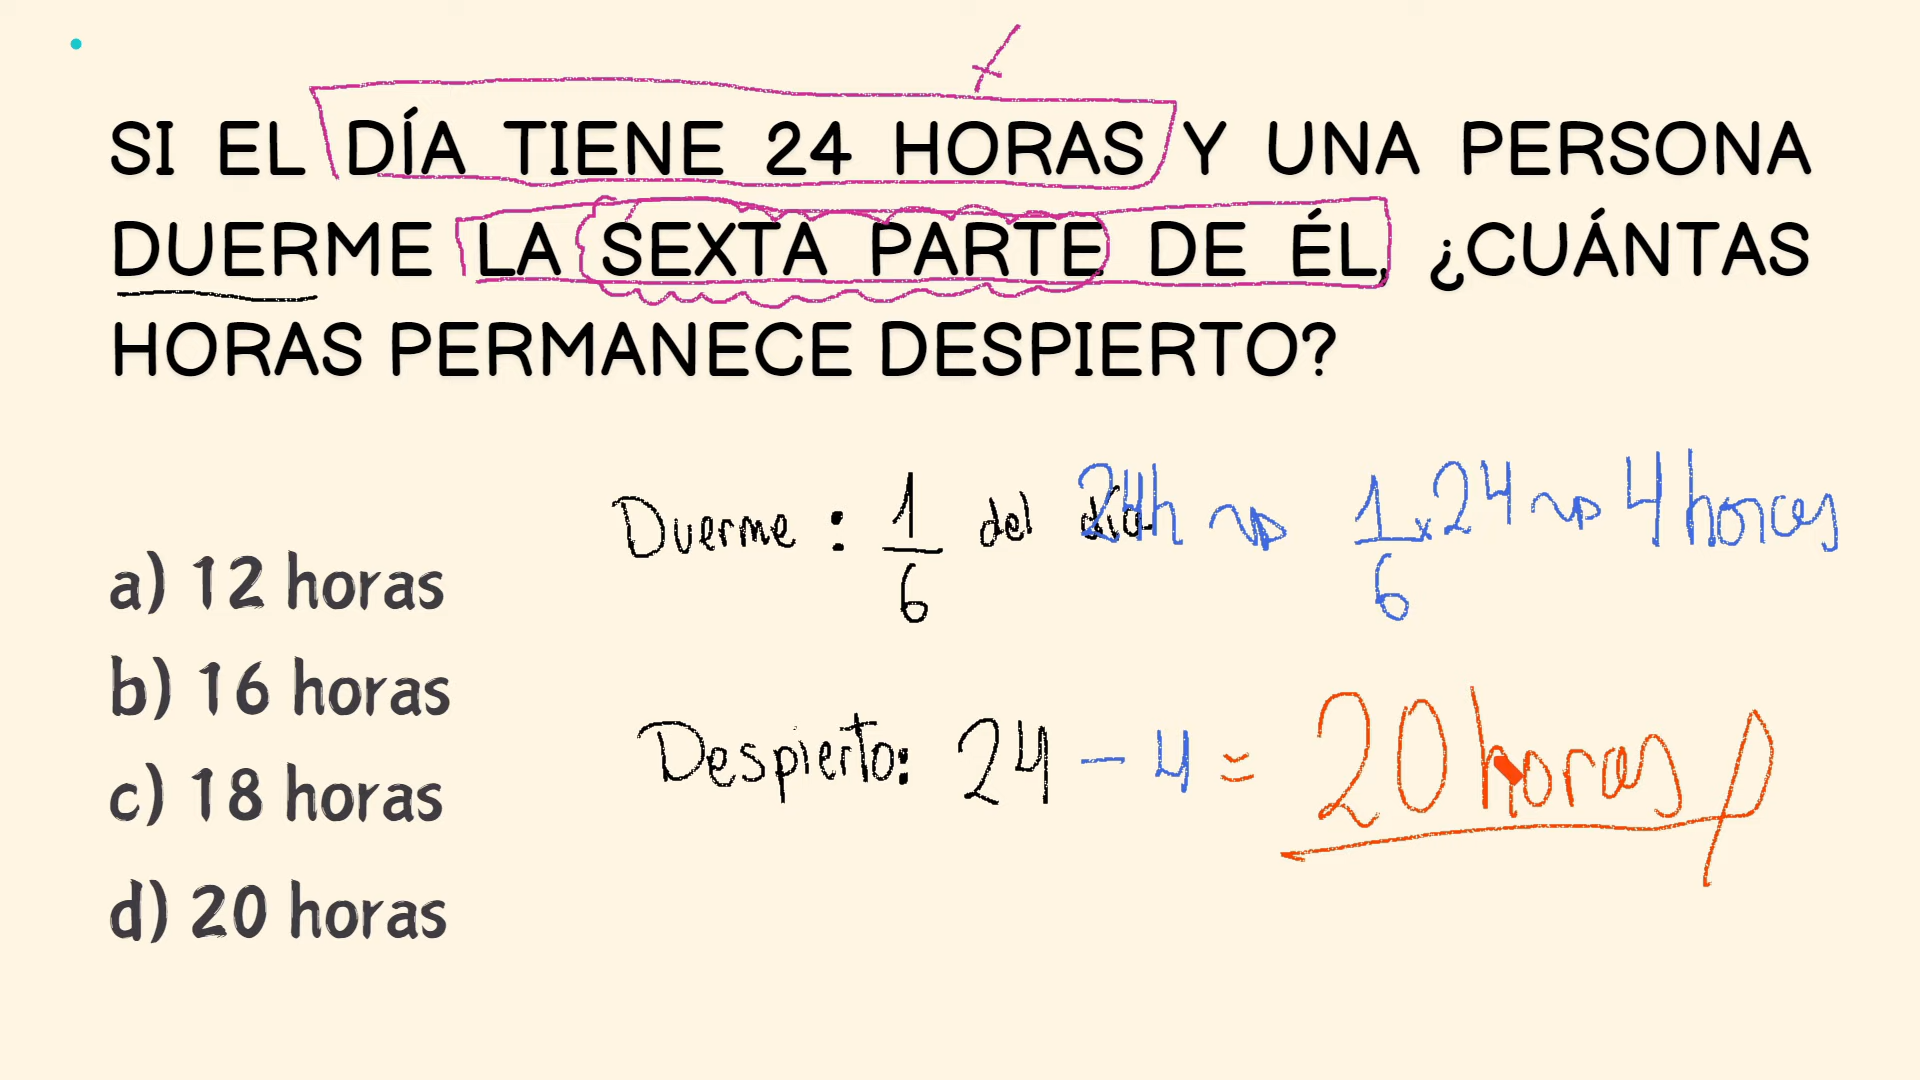 SI EL DÍA TIENE 24 HORAS Y UNA PERSONA
DUERME LA SEXTA PARTE DE ÉL, ¿CUÁNTAS
HORAS PERMANECE DESPIERTO?
Duerme : 1/6 del día 24h 1/6 x 24 4 horas
a) 12 horas
b) 16 horas
Despierto: 24 - 4 = 20 horas
c) 18 horas
d) 20 horas